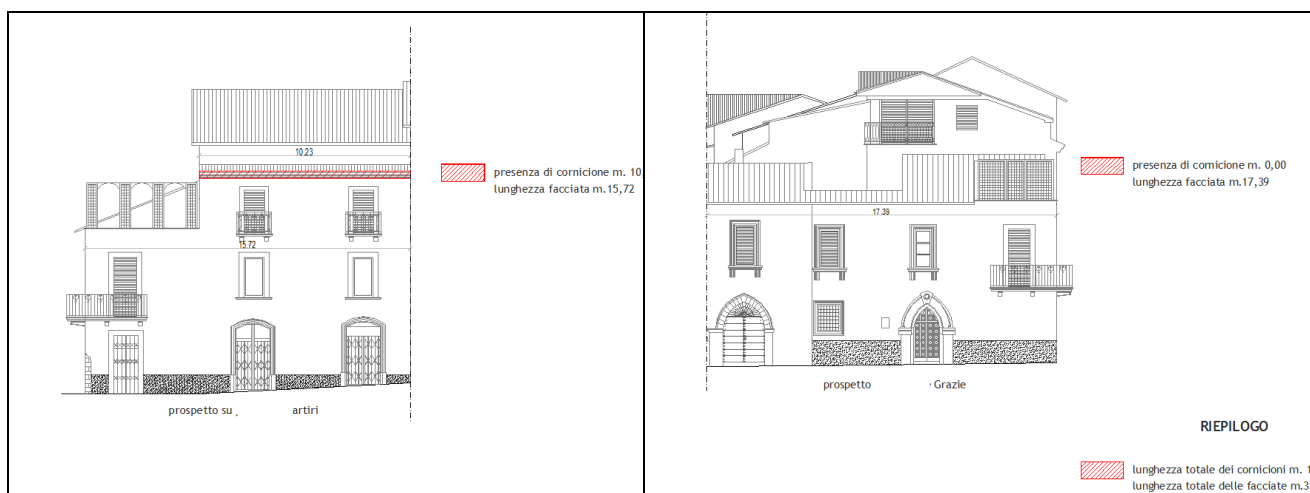 10.23
presenza di cornicione m. 10
lunghezza facciata m.15,72
15.72
prospetto su artiri
presenza di cornicione m. 0,00
lunghezza facciata m.17,39
17.39
prospetto Grazie
RIEPILOGO
lunghezza totale dei cornicioni m. 1
lunghezza totale delle facciate m.3